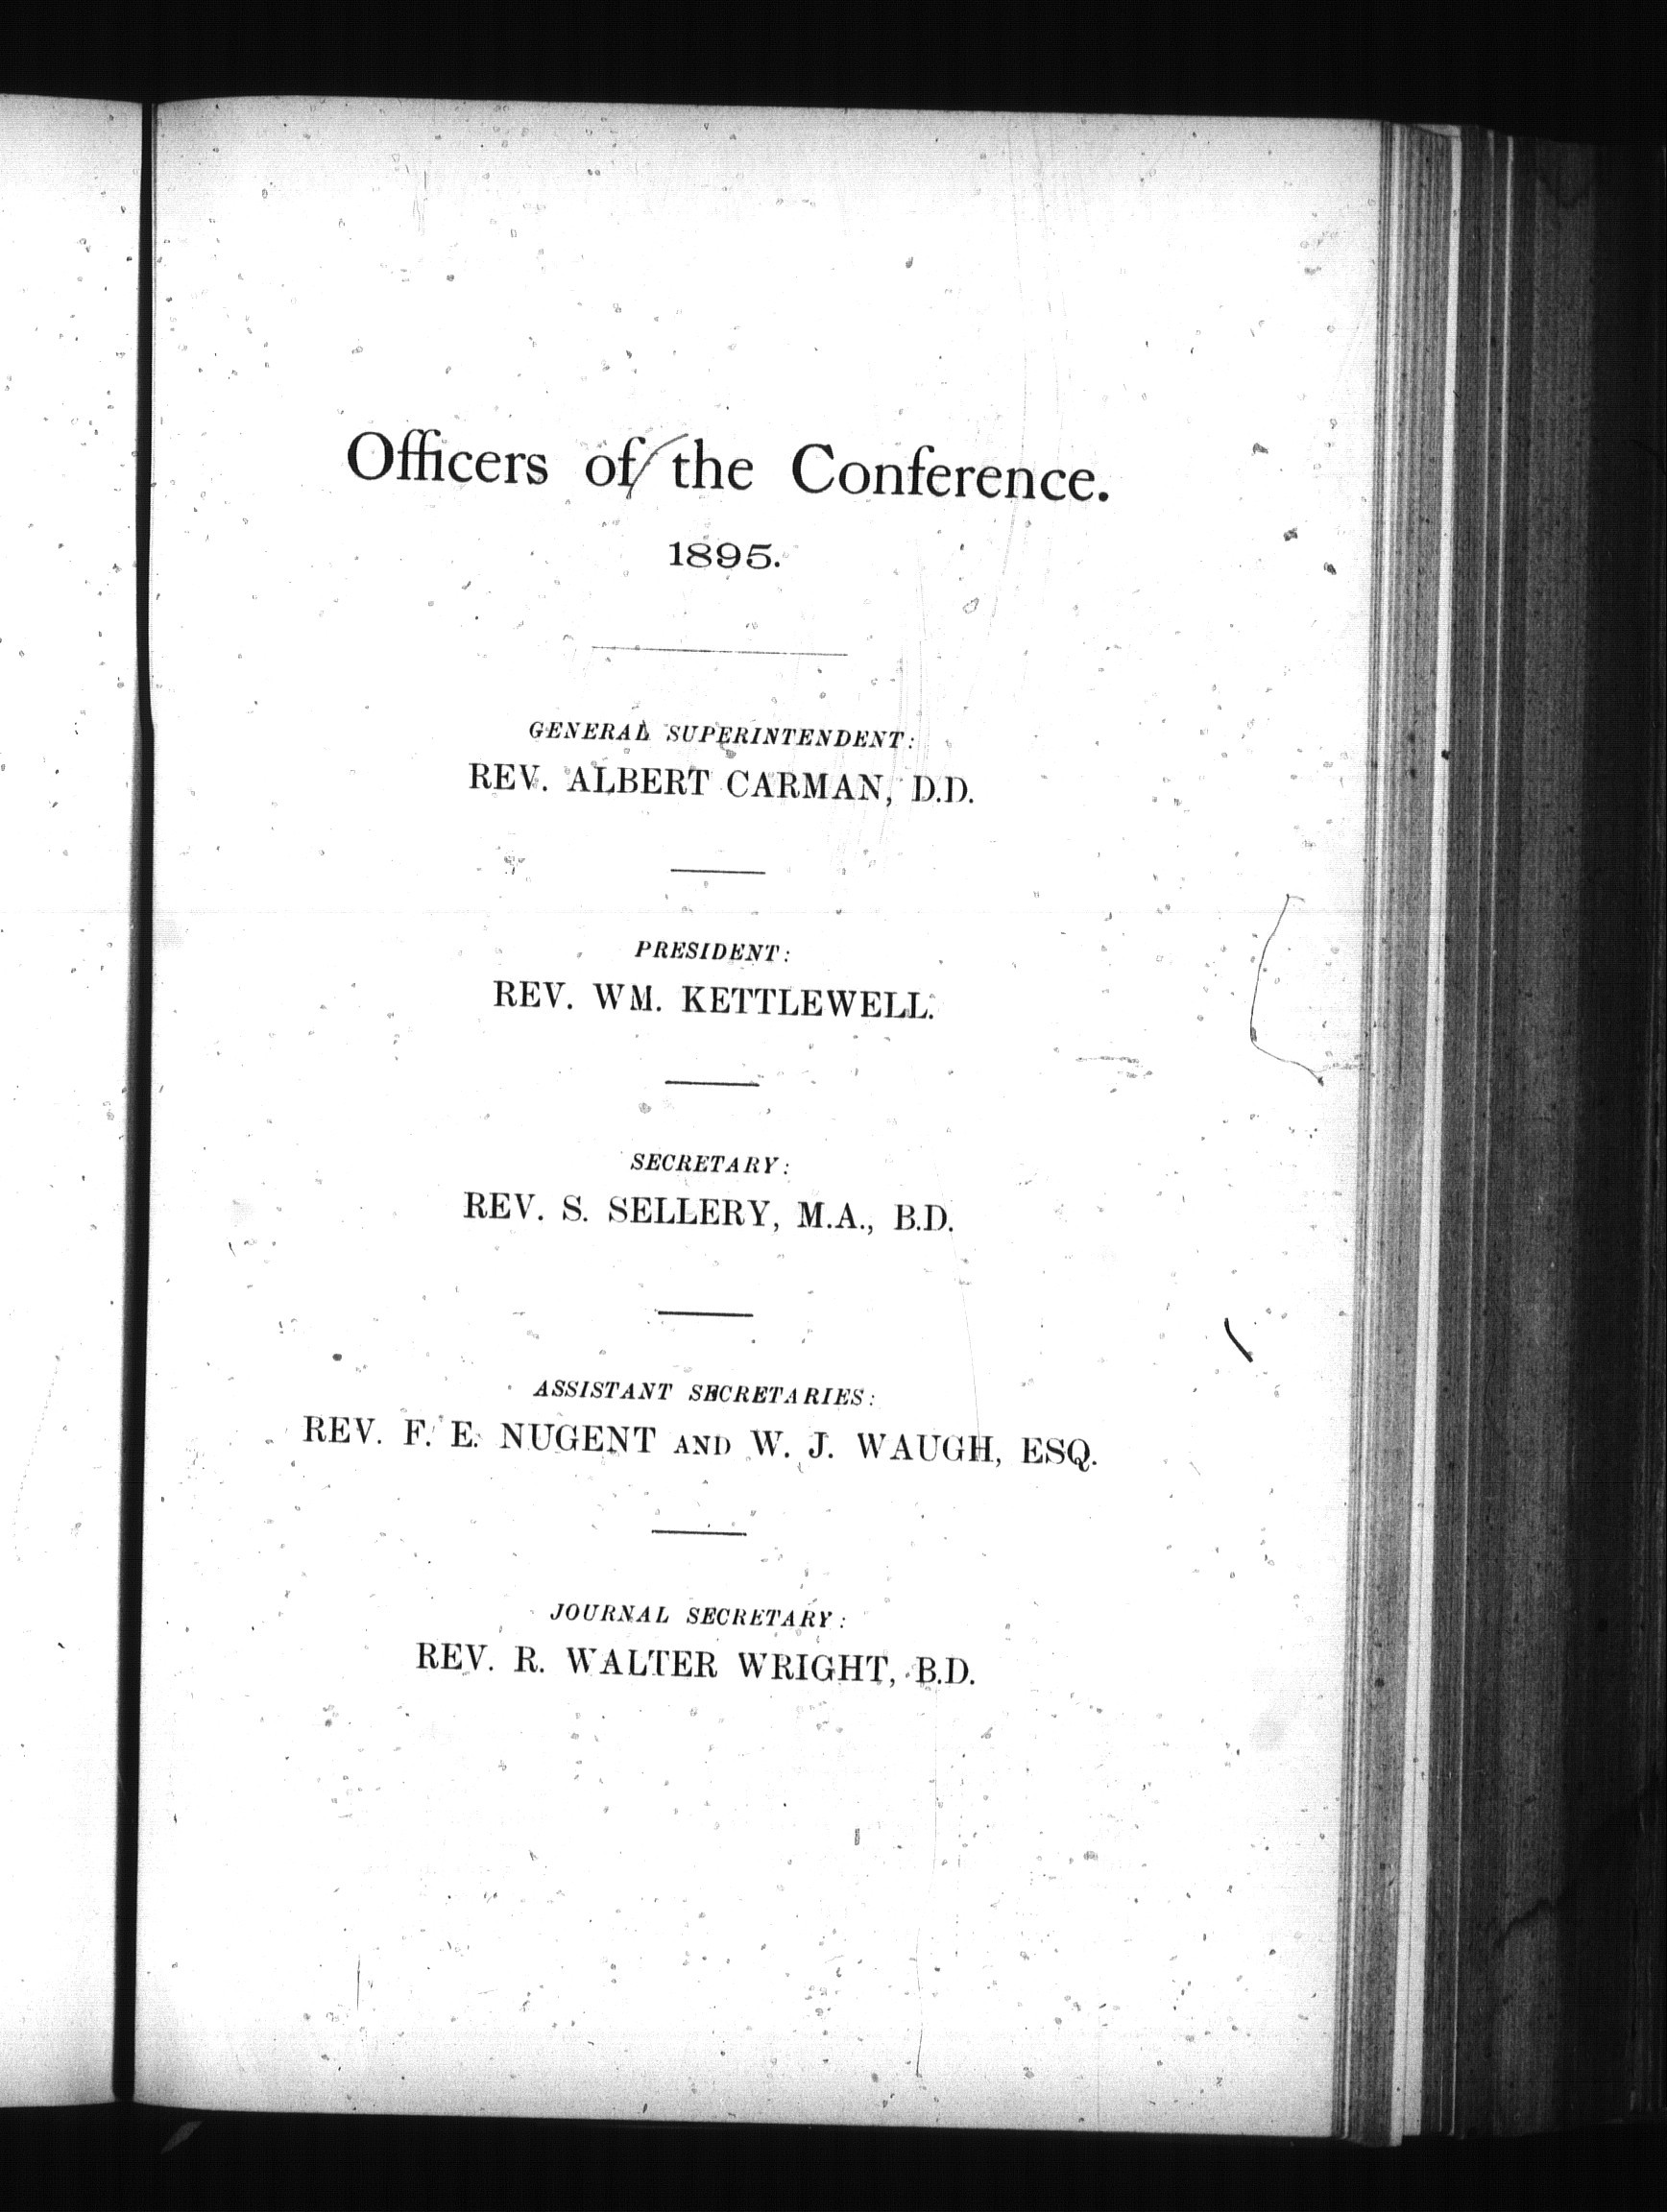 Officers of the Conference.
1895.
GENERAL SUPERINTENDENT:
REV. ALBERT CARMAN, D.D.
PRESIDENT:
REV. WM. KETTLEWELL.
SECRETARY:
REV. S. SELLERY, M.A., B.D.
ASSISTANT SECRETARIES:
REV. F. E. NUGENT AND W. J. WAUGH, ESQ.
JOURNAL SECRETARY:
REV. R. WALTER WRIGHT, B.D.